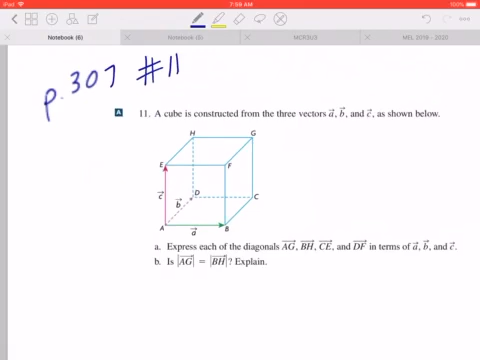 7:59 AM
100%
Notebook (6)
Notebook (5)
MCR3U3
MEL 2019 - 2020
p. 307 #11
A
11. A cube is constructed from the three vectors a⃗, b⃗, and c⃗, as shown below.
H
G
E
F
c⃗
D
C
b⃗
A
a⃗
B
a. Express each of the diagonals AG⃗, BH⃗, CE⃗, and DF⃗ in terms of a⃗, b⃗, and c⃗.
b. Is |AG⃗| = |BH⃗|? Explain.